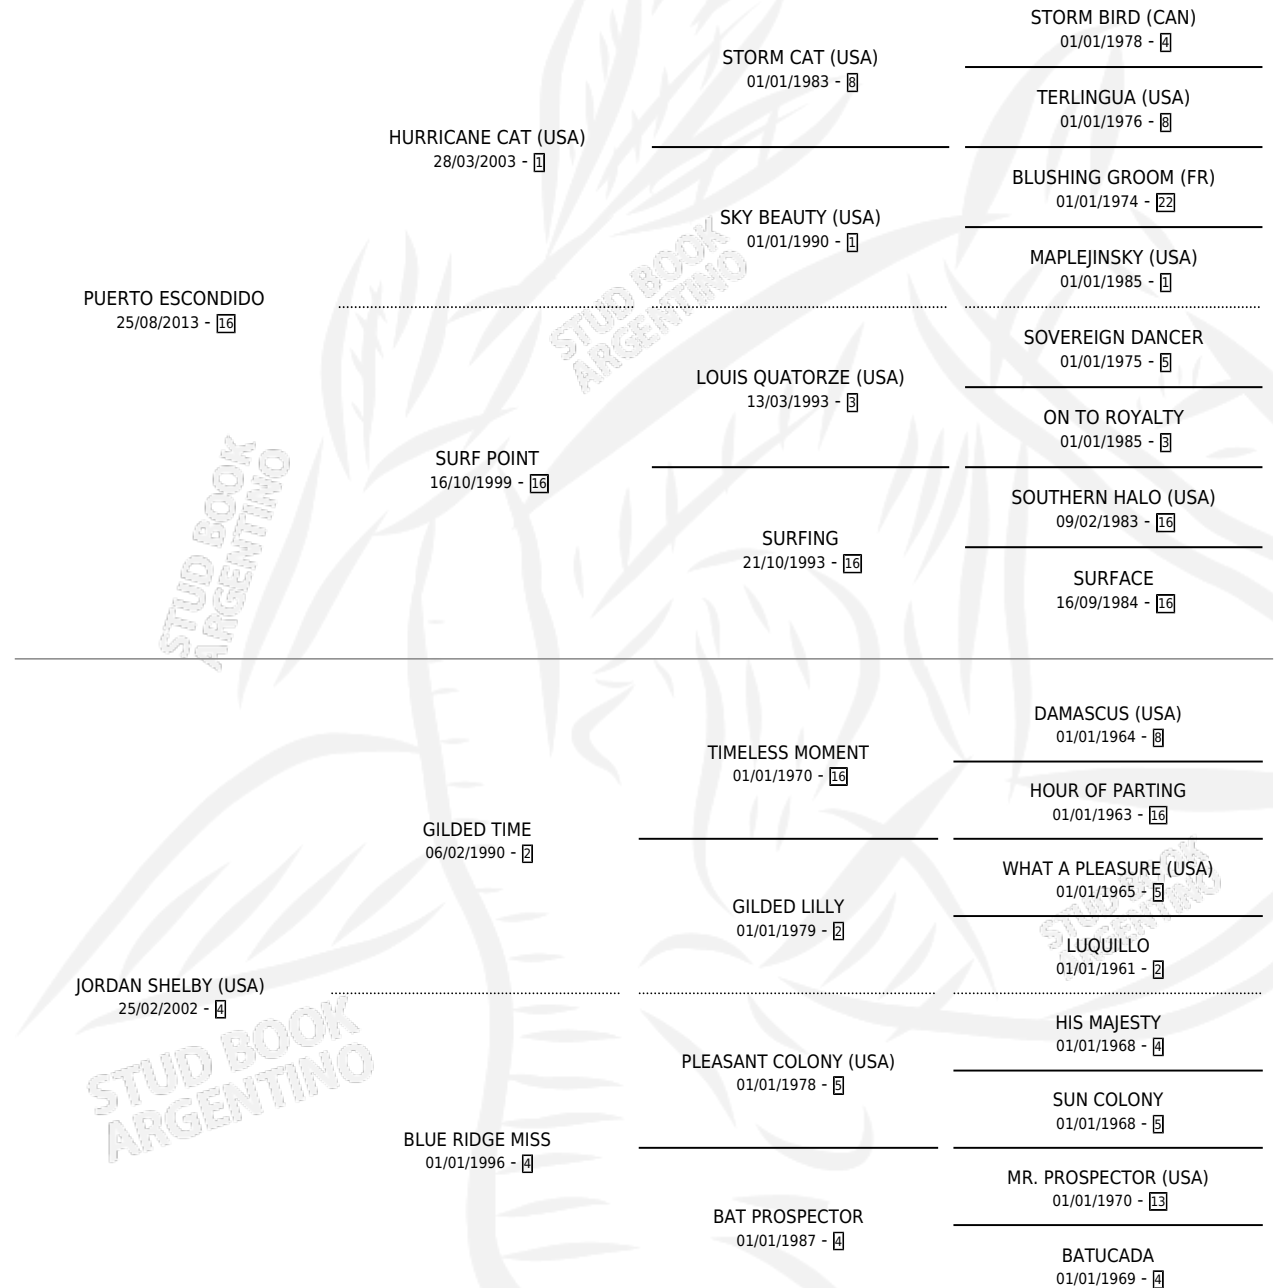 STORM BIRD (CAN)
01/01/1978 - 4
STORM CAT (USA)
01/01/1983 - 8
TERLINGUA (USA)
01/01/1976 - 8
HURRICANE CAT (USA)
28/03/2003 - 1
BLUSHING GROOM (FR)
01/01/1974 - 22
SKY BEAUTY (USA)
01/01/1990 - 1
MAPLEJINSKY (USA)
01/01/1985 - 1
PUERTO ESCONDIDO
25/08/2013 - 16
STUD BOOK
ARGENTINO
SOVEREIGN DANCER
01/01/1975 - 5
LOUIS QUATORZE (USA)
13/03/1993 - 3
ON TO ROYALTY
01/01/1985 - 3
SURF POINT
16/10/1999 - 16
SOUTHERN HALO (USA)
09/02/1983 - 16
SURFING
21/10/1993 - 16
SURFACE
16/09/1984 - 16
STUD BOOK
ARGENTINO
DAMASCUS (USA)
01/01/1964 - 8
TIMELESS MOMENT
01/01/1970 - 16
HOUR OF PARTING
01/01/1963 - 16
GILDED TIME
06/02/1990 - 2
WHAT A PLEASURE (USA)
01/01/1965 - 5
GILDED LILLY
01/01/1979 - 2
STUD BOOK
ARGENTINO
LUQUILLO
01/01/1961 - 2
JORDAN SHELBY (USA)
25/02/2002 - 4
STUD BOOK
ARGENTINO
HIS MAJESTY
01/01/1968 - 4
PLEASANT COLONY (USA)
01/01/1978 - 5
SUN COLONY
01/01/1968 - 5
BLUE RIDGE MISS
01/01/1996 - 4
MR. PROSPECTOR (USA)
01/01/1970 - 13
BAT PROSPECTOR
01/01/1987 - 4
BATUCADA
01/01/1969 - 4